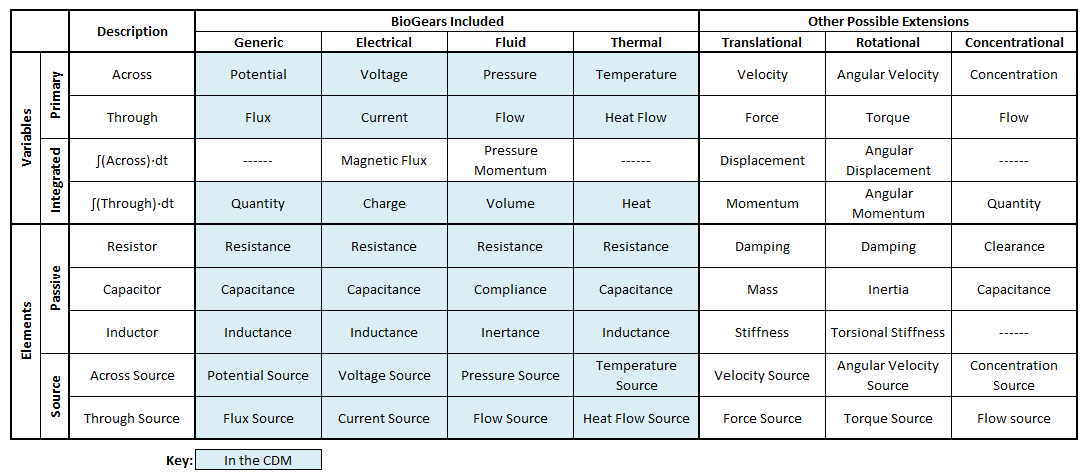 Description BioGears Included Other Possible Extensions
Generic Electrical Fluid Thermal Translational Rotational Concentrational
Variables
Primary
Across Potential Voltage Pressure Temperature Velocity Angular Velocity Concentration
Through Flux Current Flow Heat Flow Force Torque Flow
Integrated
∫(Across)·dt ------ Magnetic Flux Pressure Momentum ------ Displacement Angular Displacement ------
∫(Through)·dt Quantity Charge Volume Heat Momentum Angular Momentum Quantity
Elements
Passive
Resistor Resistance Resistance Resistance Resistance Damping Damping Clearance
Capacitor Capacitance Capacitance Compliance Capacitance Mass Inertia Capacitance
Inductor Inductance Inductance Inertance Inductance Stiffness Torsional Stiffness ------
Source
Across Source Potential Source Voltage Source Pressure Source Temperature Source Velocity Source Angular Velocity Source Concentration Source
Through Source Flux Source Current Source Flow Source Heat Flow Source Force Source Torque Source Flow source
Key: In the CDM